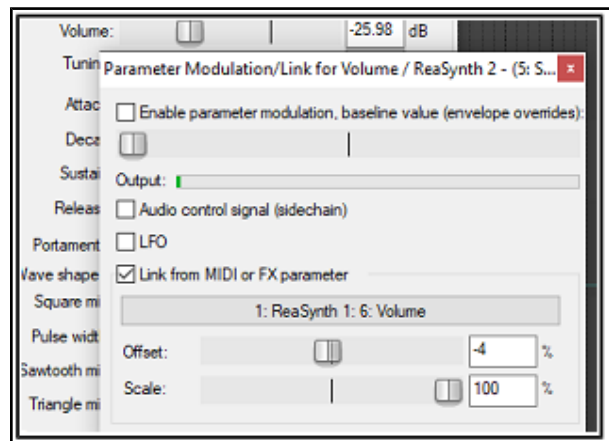 Volume: -25.98 dB
Tunin
Parameter Modulation/Link for Volume / ReaSynth 2 - (5: S... x
Attac
Enable parameter modulation, baseline value (envelope overrides):
Deca
Sustai
Output:
Releas
Audio control signal (sidechain)
Portament
LFO
Wave shape
Link from MIDI or FX parameter
Square mi
1: ReaSynth 1: 6: Volume
Pulse widt
Offset: -4 %
Sawtooth mi
Scale: 100 %
Triangle mi